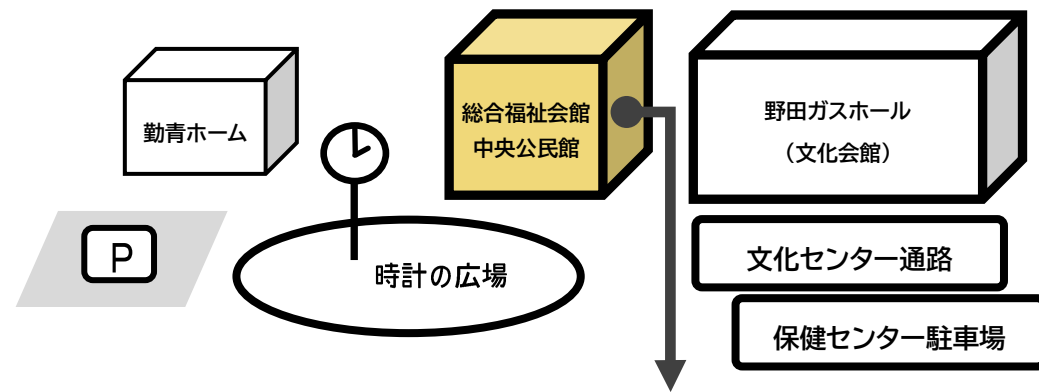 勤青ホーム
総合福祉会館
中央公民館
野田ガスホール
（文化会館）
P
時計の広場
文化センター通路
保健センター駐車場